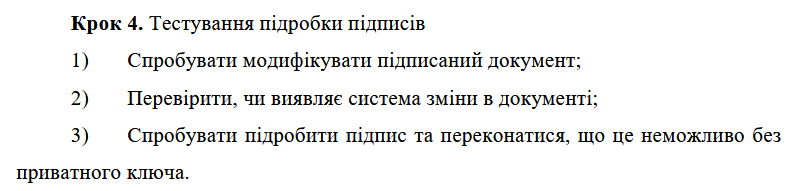 Крок 4. Тестування підробки підписів
1) Спробувати модифікувати підписаний документ;
2) Перевірити, чи виявляє система зміни в документі;
3) Спробувати підробити підпис та переконатися, що це неможливо без
приватного ключа.